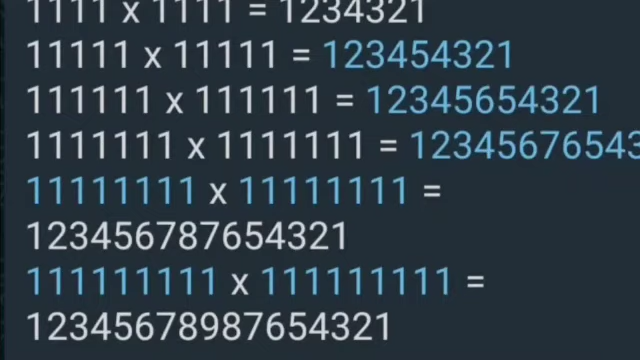 1111 x 1111 = 1234321
11111 x 11111 = 123454321
111111 x 111111 = 12345654321
1111111 x 1111111 = 12345676543
11111111 x 11111111 =
123456787654321
111111111 x 111111111 =
12345678987654321